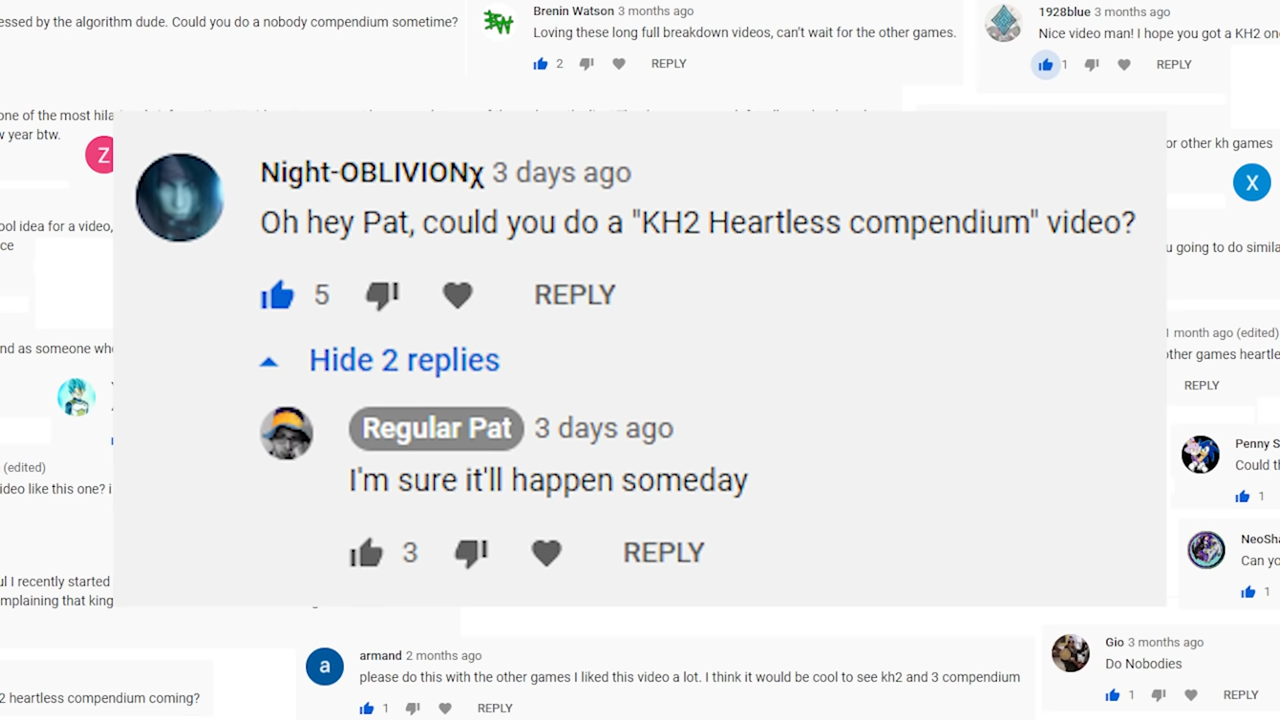 essed by the algorithm dude. Could you do a nobody compendium sometime?
Brenin Watson 3 months ago
Loving these long full breakdown videos, can't wait for the other games.
2 REPLY
1928blue 3 months ago
Nice video man! I hope you got a KH2 on
1 REPLY
one of the most hila
w year btw.
Z
or other kh games
X
ool idea for a video,
ce
u going to do simila
Night-OBLIVIONχ 3 days ago
Oh hey Pat, could you do a "KH2 Heartless compendium" video?
5 REPLY
Hide 2 replies
Regular Pat 3 days ago
I'm sure it'll happen someday
3 REPLY
nd as someone wh
1 month ago (edited)
other games heartle
REPLY
(edited)
ideo like this one? i
Penny S
Could th
1
NeoSha
Can yo
1
ul I recently started
mplaining that king
a
armand 2 months ago
please do this with the other games I liked this video a lot. I think it would be cool to see kh2 and 3 compendium
1 REPLY
Gio 3 months ago
Do Nobodies
1 REPLY
2 heartless compendium coming?